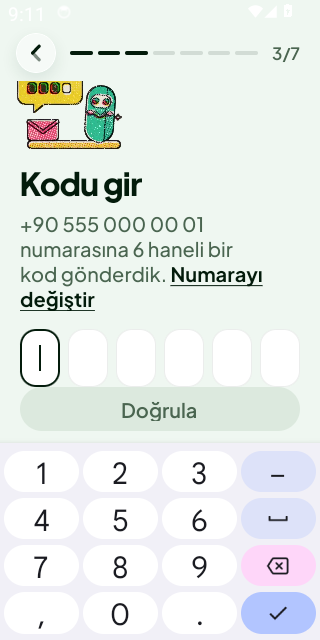 9:11
3/7
Kodu gir
+90 555 000 00 01
numarasına 6 haneli bir
kod gönderdik. Numarayı
değiştir
Doğrula
1 2 3 –
4 5 6
7 8 9
, 0 .